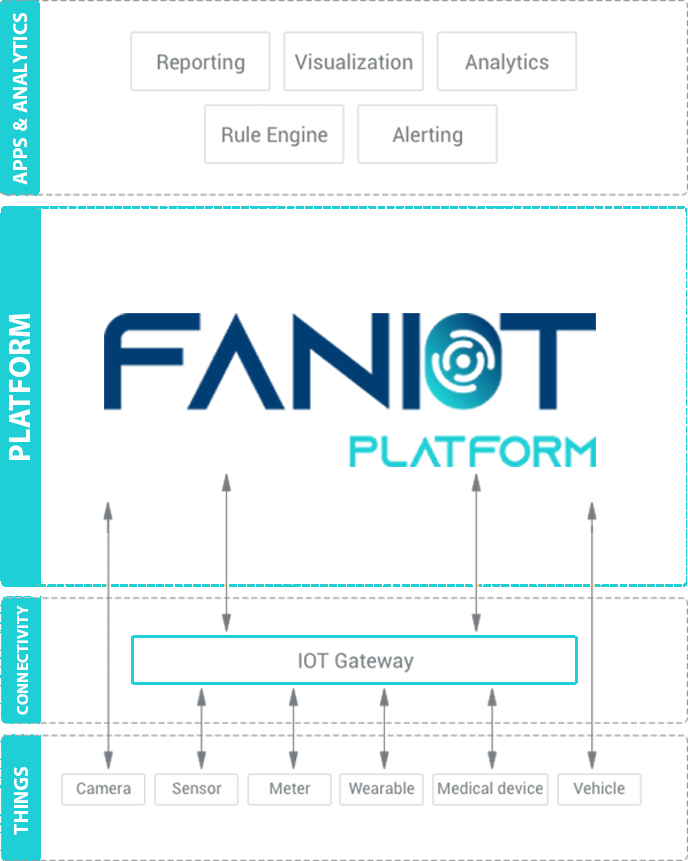 APPS & ANALYTICS
Reporting
Visualization
Analytics
Rule Engine
Alerting
PLATFORM
FANIOT
PLATFORM
CONNECTIVITY
IOT Gateway
THINGS
Camera
Sensor
Meter
Wearable
Medical device
Vehicle